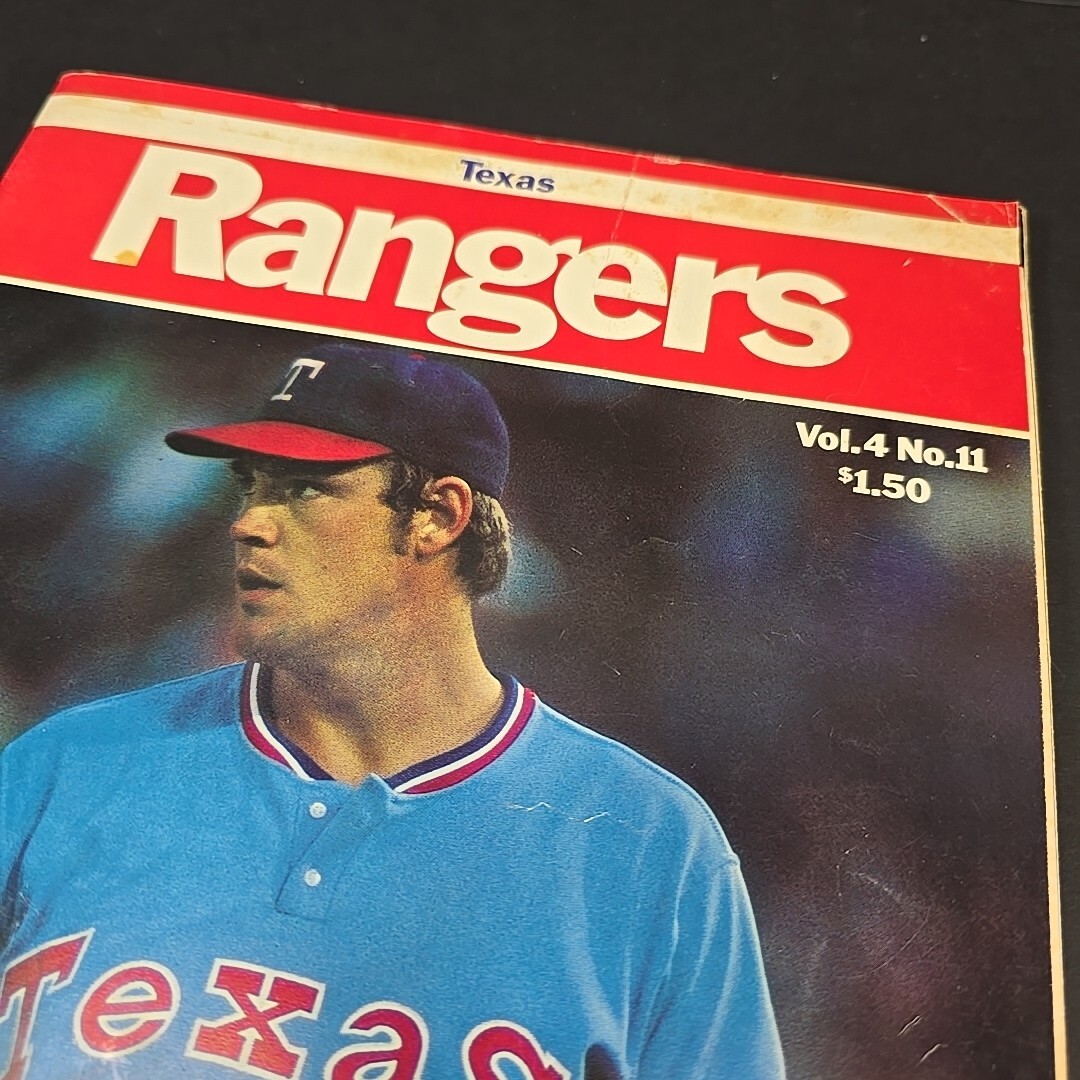 Texas
Rangers
T
Vol.4 No.11
$1.50
Texas